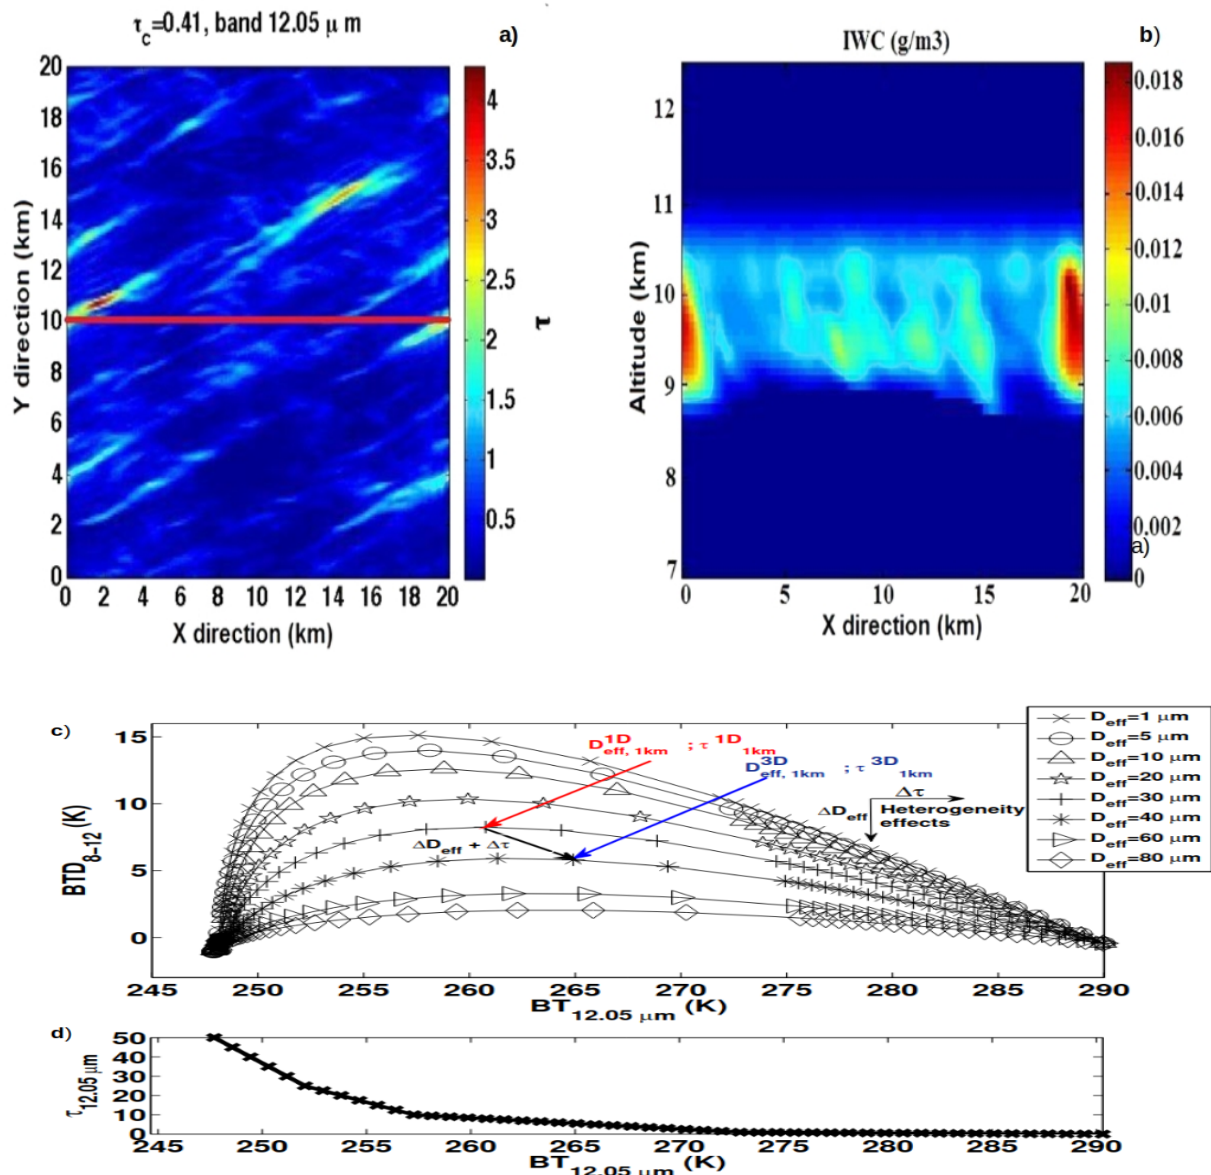 τc=0.41, band 12.05 μ m
a)
20
18
16
14
12
10
8
6
4
2
0
0 2 4 6 8 10 12 14 16 18 20
Y direction (km)
X direction (km)
4
3.5
3
2.5
2
1.5
1
0.5
τ
IWC (g/m3)
b)
12
11
10
9
8
7
0 5 10 15 20
Altitude (km)
X direction (km)
0.018
0.016
0.014
0.012
0.01
0.008
0.006
0.004
0.002
a)
0
c)
15
10
5
0
BTD8-12 (K)
245 250 255 260 265 270 275 280 285 290
BT12.05 μm (K)
D1Deff, 1km ; τ1D1km
D3Deff, 1km ; τ3D1km
ΔDeff + Δτ
Δτ
ΔDeff Heterogeneity
effects
Deff=1 μm
Deff=5 μm
Deff=10 μm
Deff=20 μm
Deff=30 μm
Deff=40 μm
Deff=60 μm
Deff=80 μm
d)
50
40
30
20
10
0
τ12.05 μm
245 250 255 260 265 270 275 280 285 290
BT12.05 μm (K)